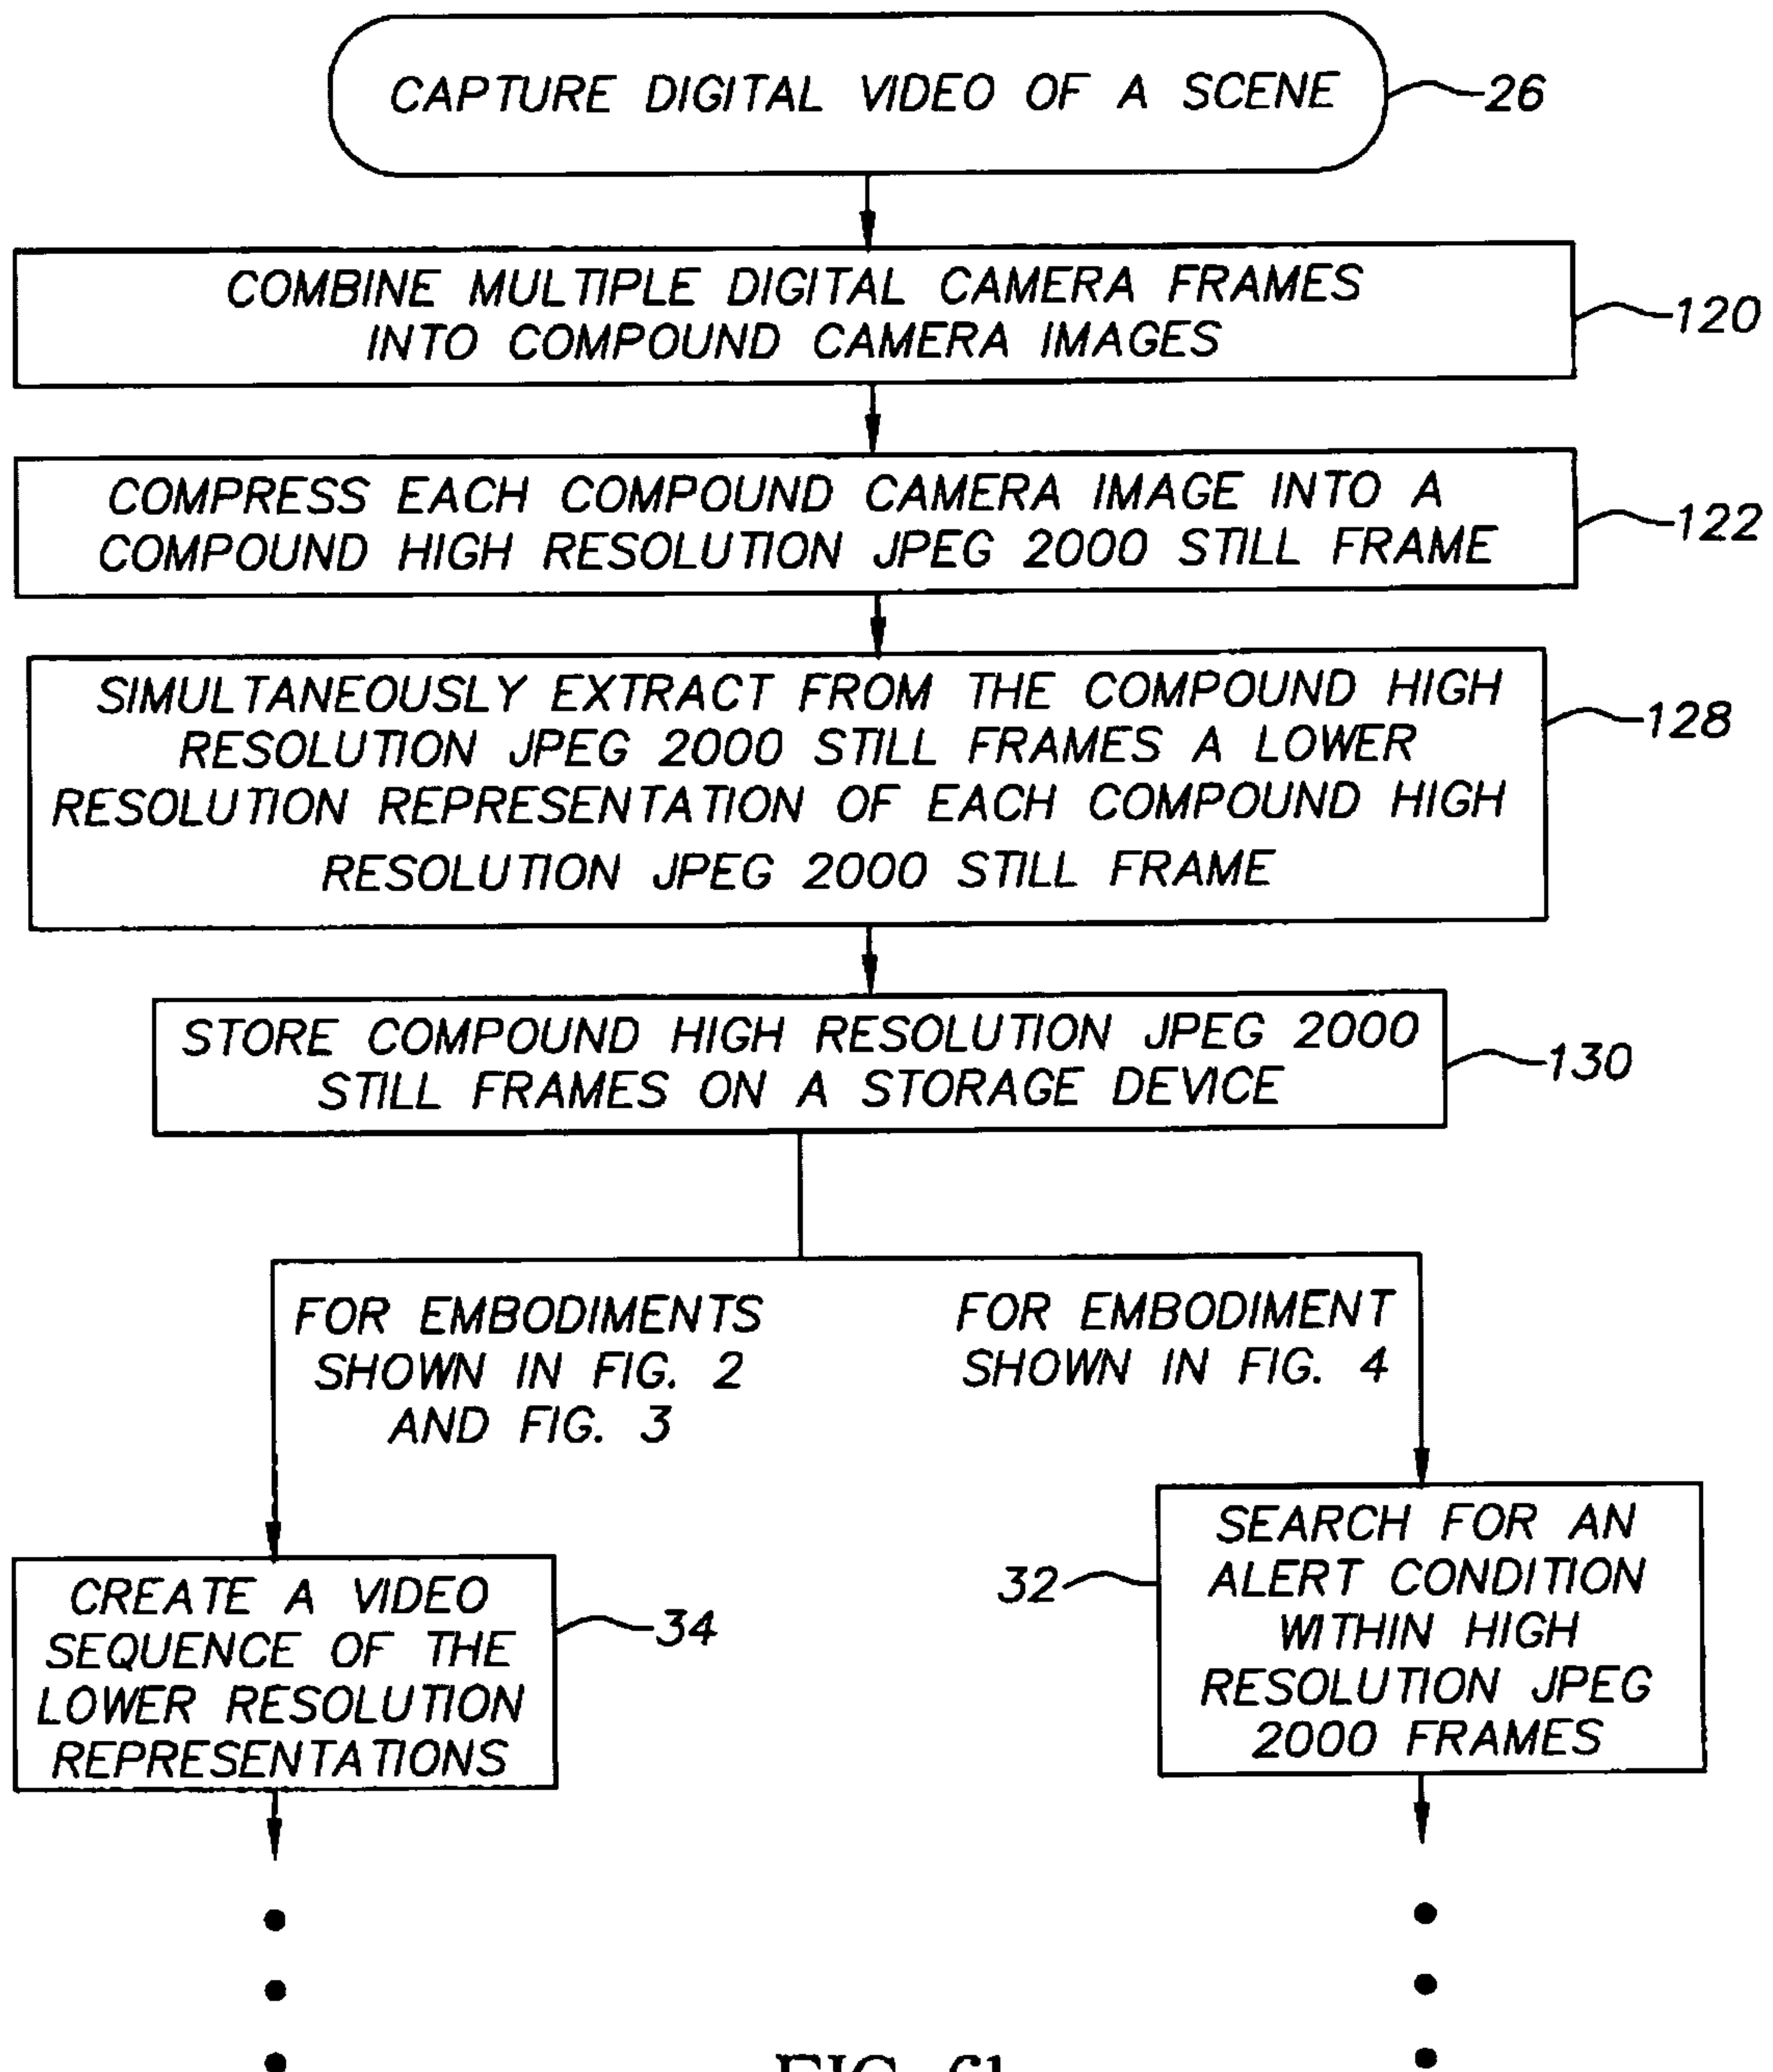 CAPTURE DIGITAL VIDEO OF A SCENE
26
COMBINE MULTIPLE DIGITAL CAMERA FRAMES
INTO COMPOUND CAMERA IMAGES
120
COMPRESS EACH COMPOUND CAMERA IMAGE INTO A
COMPOUND HIGH RESOLUTION JPEG 2000 STILL FRAME
122
SIMULTANEOUSLY EXTRACT FROM THE COMPOUND HIGH
RESOLUTION JPEG 2000 STILL FRAMES A LOWER
RESOLUTION REPRESENTATION OF EACH COMPOUND HIGH
RESOLUTION JPEG 2000 STILL FRAME
128
STORE COMPOUND HIGH RESOLUTION JPEG 2000
STILL FRAMES ON A STORAGE DEVICE
130
FOR EMBODIMENTS
SHOWN IN FIG. 2
AND FIG. 3
FOR EMBODIMENT
SHOWN IN FIG. 4
CREATE A VIDEO
SEQUENCE OF THE
LOWER RESOLUTION
REPRESENTATIONS
34
32
SEARCH FOR AN
ALERT CONDITION
WITHIN HIGH
RESOLUTION JPEG
2000 FRAMES
FIG.